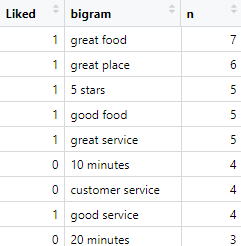 Liked bigram n
1 great food 7
1 great place 6
1 5 stars 5
1 good food 5
1 great service 5
0 10 minutes 4
0 customer service 4
1 good service 4
0 20 minutes 3